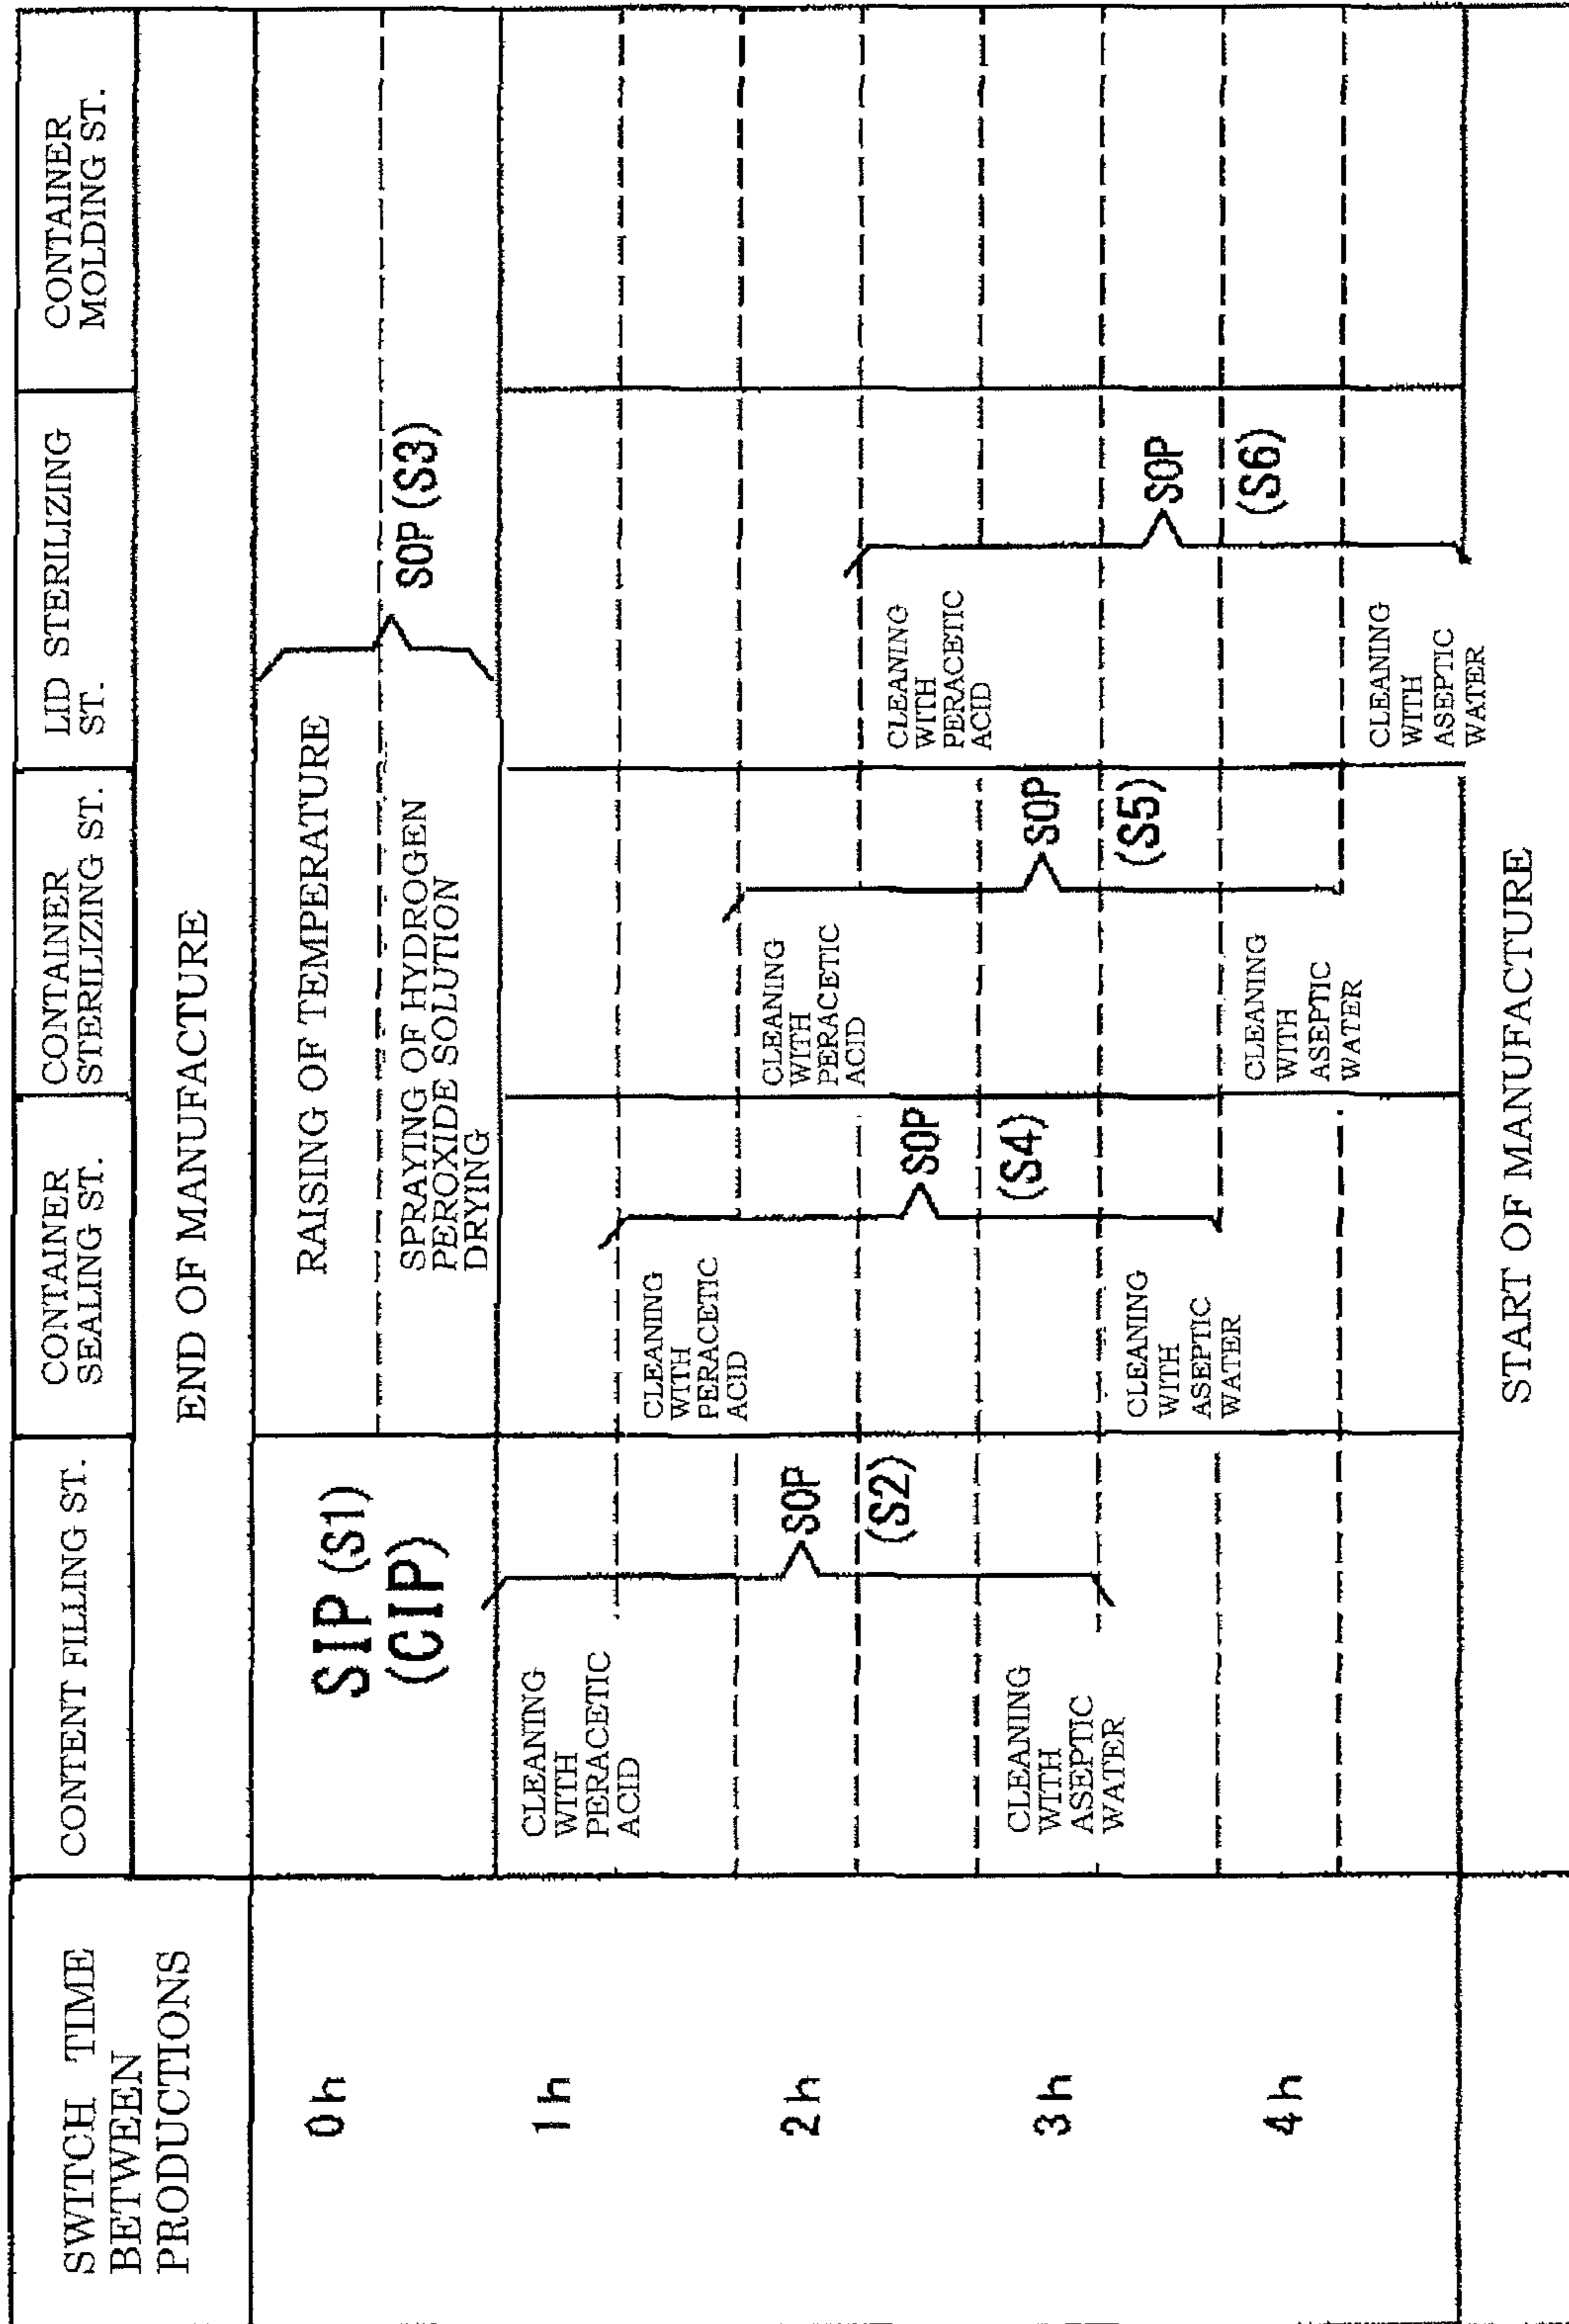 SWITCH TIME
BETWEEN
PRODUCTIONS
CONTENT FILLING ST.
CONTAINER
SEALING ST.
CONTAINER
STERILIZING ST.
LID STERILIZING
ST.
CONTAINER
MOLDING ST.
END OF MANUFACTURE
0h
SIP (S1)
(CIP)
RAISING OF TEMPERATURE
SPRAYING OF HYDROGEN
PEROXIDE SOLUTION
DRYING
SOP (S3)
1h
CLEANING
WITH
PERACETIC
ACID
CLEANING
WITH
PERACETIC
ACID
2h
SOP
(S2)
CLEANING
WITH
PERACETIC
ACID
SOP
(S4)
CLEANING
WITH
PERACETIC
ACID
3h
CLEANING
WITH
ASEPTIC
WATER
SOP
(S5)
CLEANING
WITH
ASEPTIC
WATER
SOP
(S6)
4h
CLEANING
WITH
ASEPTIC
WATER
CLEANING
WITH
ASEPTIC
WATER
START OF MANUFACTURE